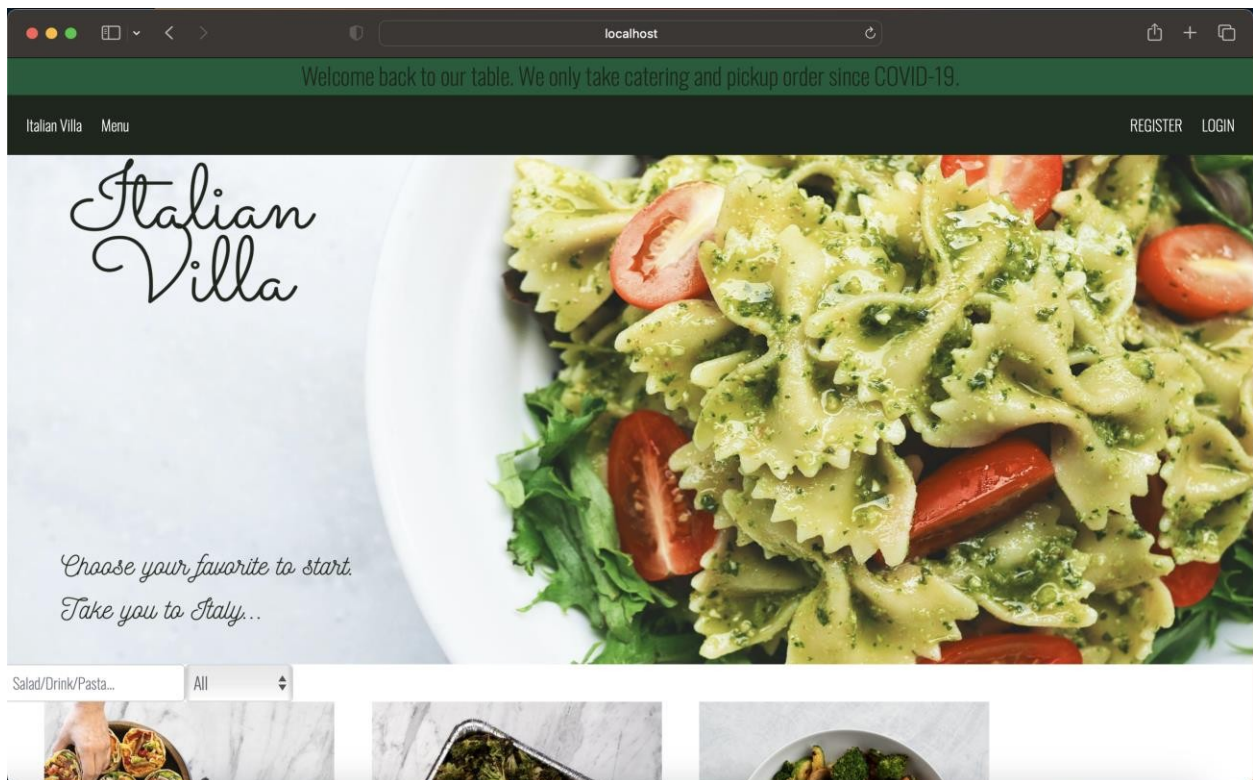 localhost
Welcome back to our table. We only take catering and pickup order since COVID-19.
Italian Villa Menu REGISTER LOGIN
Italian
Villa
Choose your favorite to start.
Take you to Italy...
Salad/Drink/Pasta... All